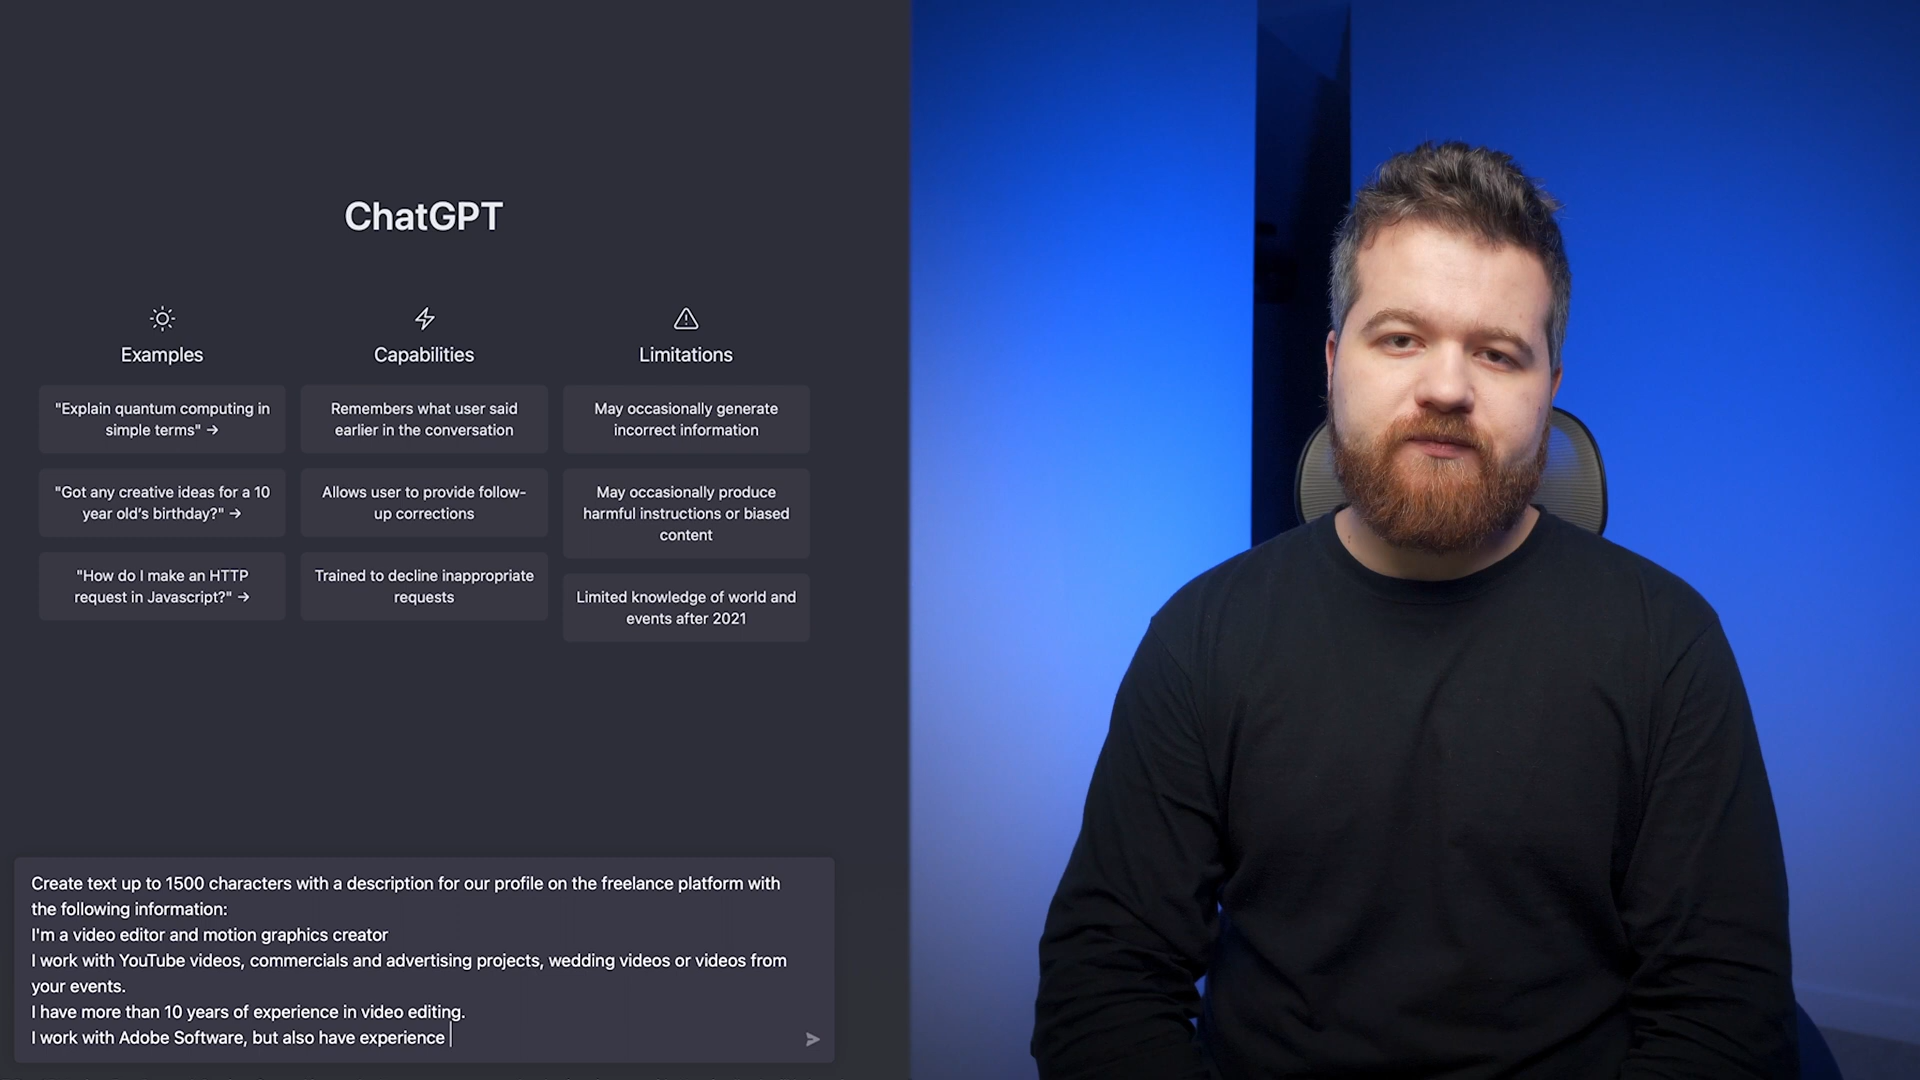 ChatGPT
Examples
"Explain quantum computing in
simple terms" →
"Got any creative ideas for a 10
year old’s birthday?" →
"How do I make an HTTP
request in Javascript?" →
Capabilities
Remembers what user said
earlier in the conversation
Allows user to provide follow-
up corrections
Trained to decline inappropriate
requests
Limitations
May occasionally generate
incorrect information
May occasionally produce
harmful instructions or biased
content
Limited knowledge of world and
events after 2021
Create text up to 1500 characters with a description for our profile on the freelance platform with
the following information:
I'm a video editor and motion graphics creator
I work with YouTube videos, commercials and advertising projects, wedding videos or videos from
your events.
I have more than 10 years of experience in video editing.
I work with Adobe Software, but also have experience